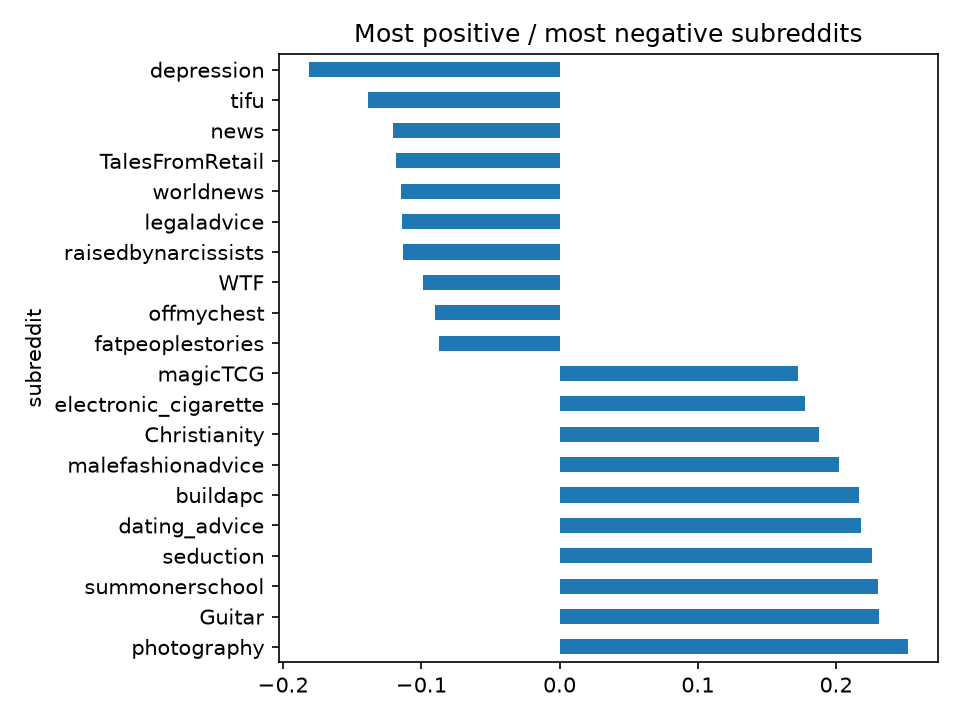 Most positive / most negative subreddits
subreddit
depression
tifu
news
TalesFromRetail
worldnews
legaladvice
raisedbynarcissists
WTF
offmychest
fatpeoplestories
magicTCG
electronic_cigarette
Christianity
malefashionadvice
buildapc
dating_advice
seduction
summonerschool
Guitar
photography
−0.2 −0.1 0.0 0.1 0.2